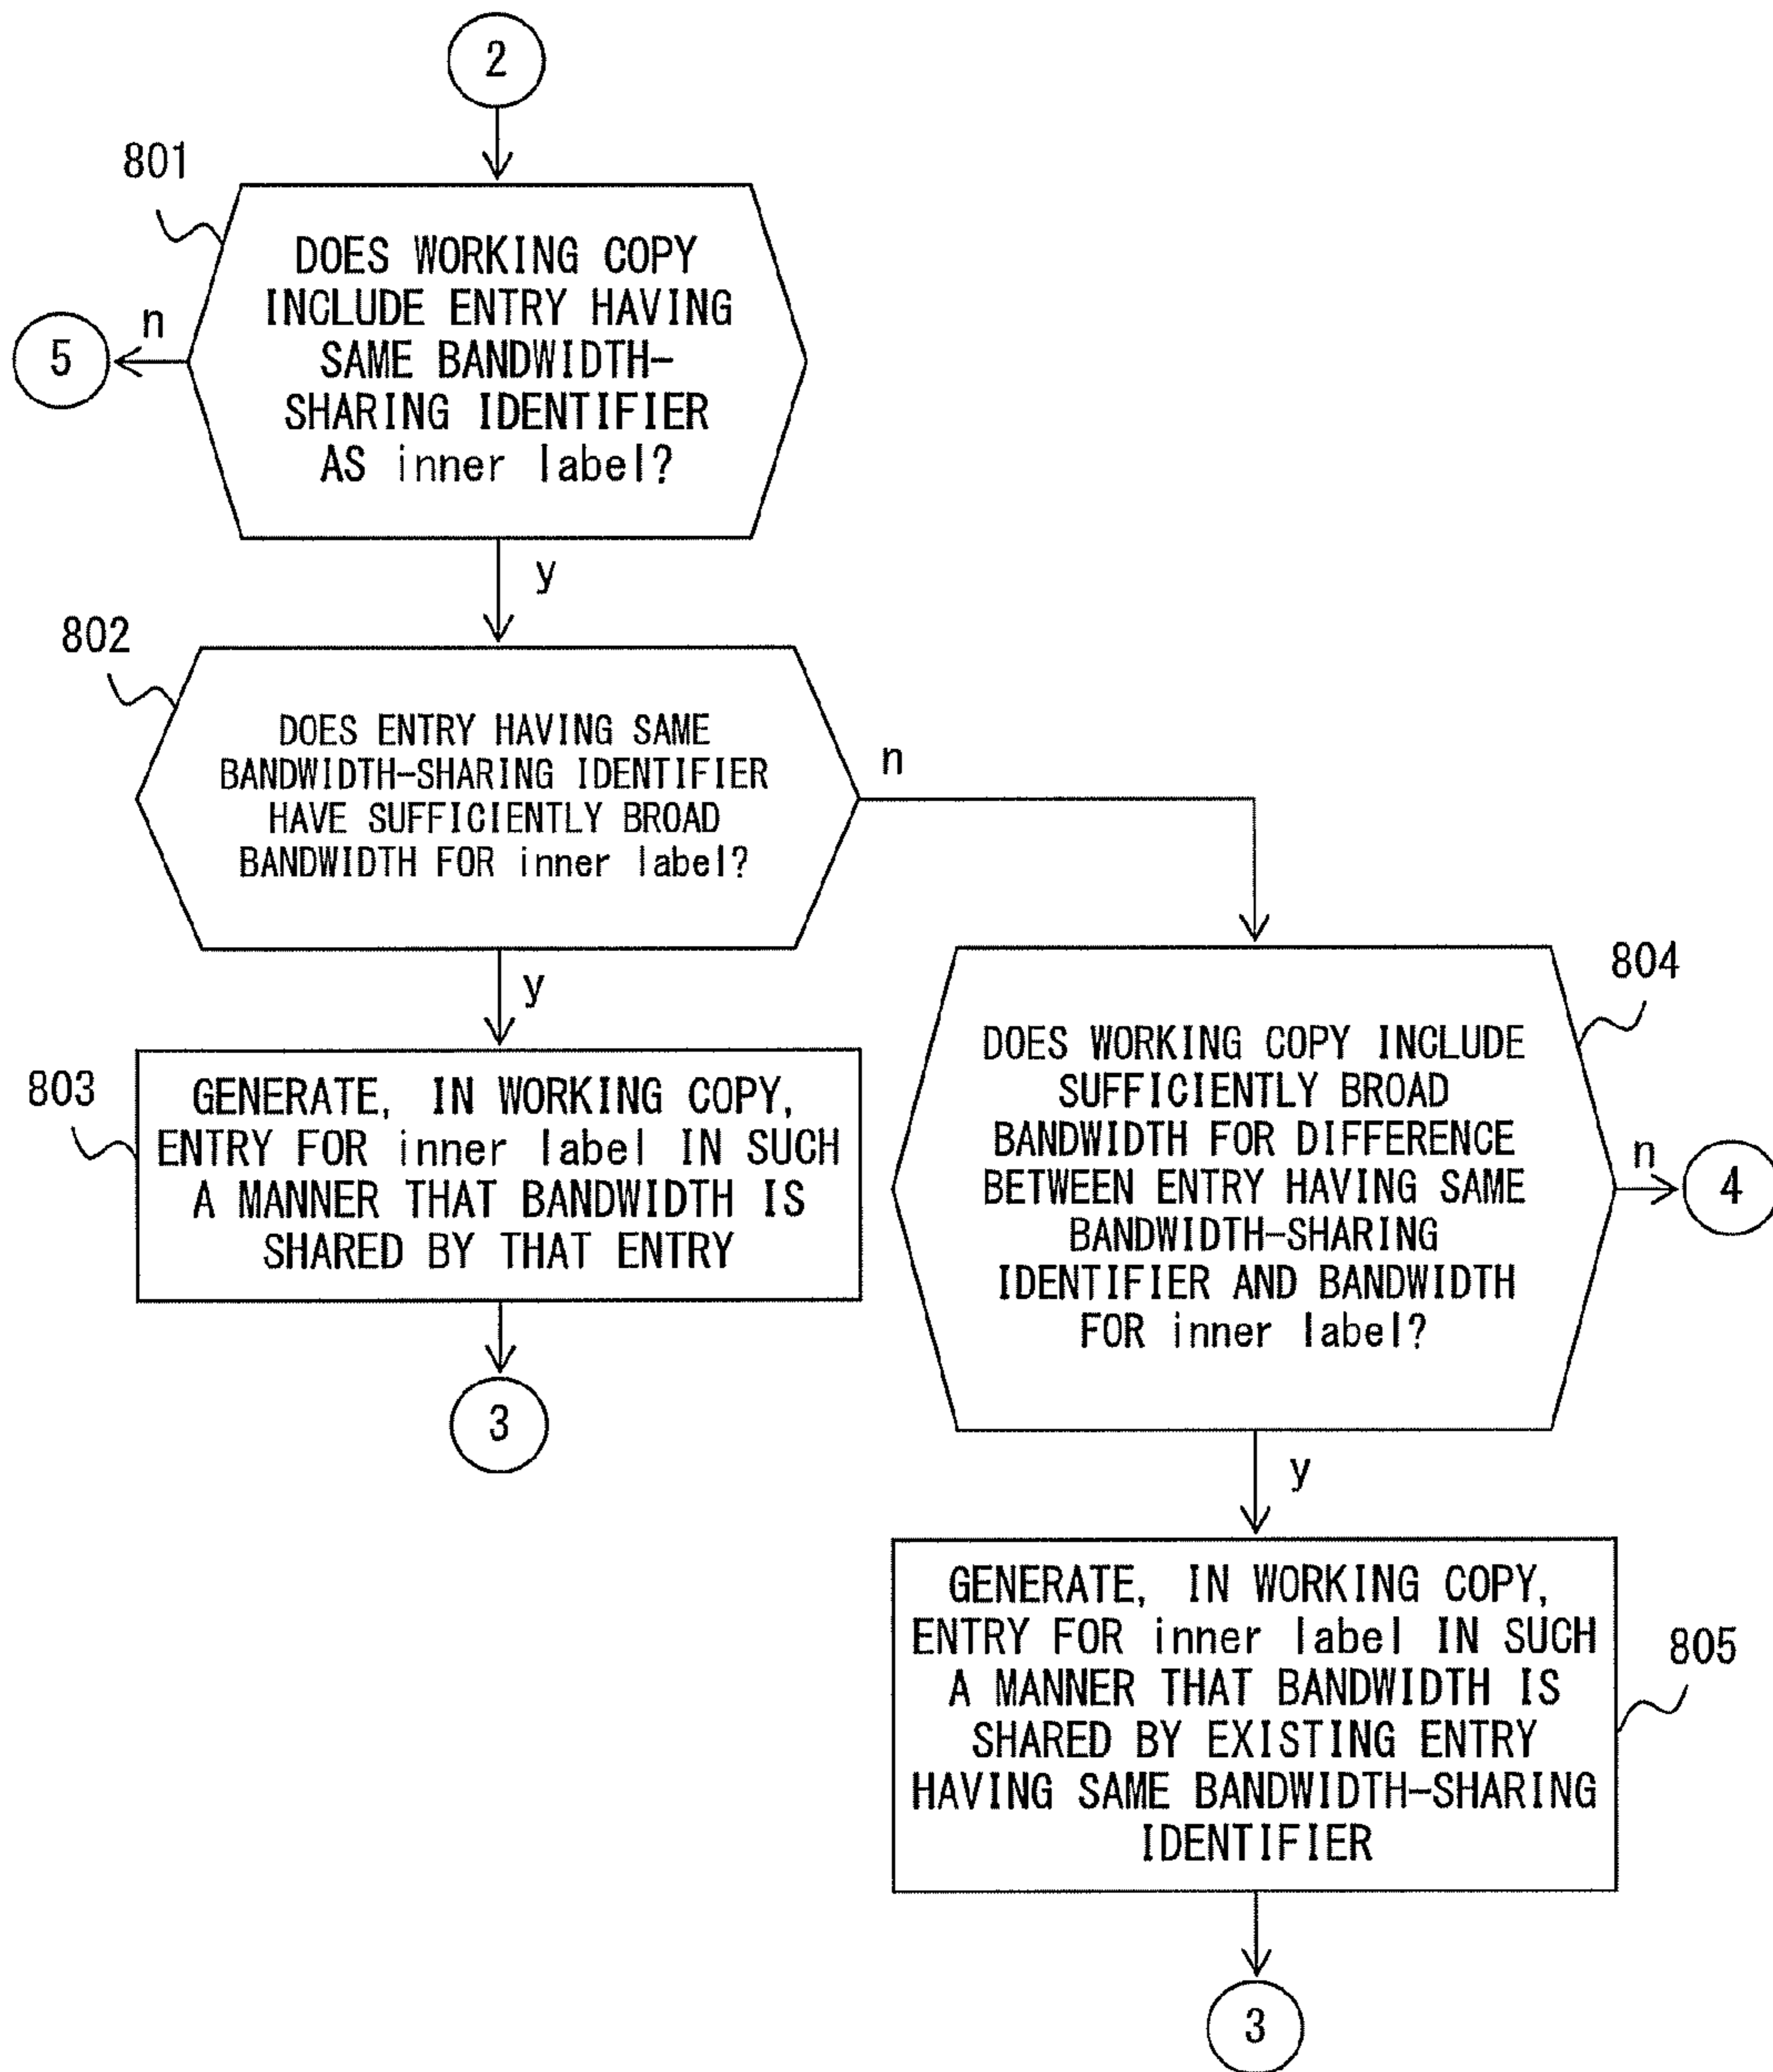 2
801
DOES WORKING COPY
INCLUDE ENTRY HAVING
SAME BANDWIDTH-
SHARING IDENTIFIER
AS inner label?
n
5
y
802
DOES ENTRY HAVING SAME
BANDWIDTH-SHARING IDENTIFIER
HAVE SUFFICIENTLY BROAD
BANDWIDTH FOR inner label?
n
y
803
GENERATE, IN WORKING COPY,
ENTRY FOR inner label IN SUCH
A MANNER THAT BANDWIDTH IS
SHARED BY THAT ENTRY
3
804
DOES WORKING COPY INCLUDE
SUFFICIENTLY BROAD
BANDWIDTH FOR DIFFERENCE
BETWEEN ENTRY HAVING SAME
BANDWIDTH-SHARING
IDENTIFIER AND BANDWIDTH
FOR inner label?
n
4
y
805
GENERATE, IN WORKING COPY,
ENTRY FOR inner label IN SUCH
A MANNER THAT BANDWIDTH IS
SHARED BY EXISTING ENTRY
HAVING SAME BANDWIDTH-SHARING
IDENTIFIER
3